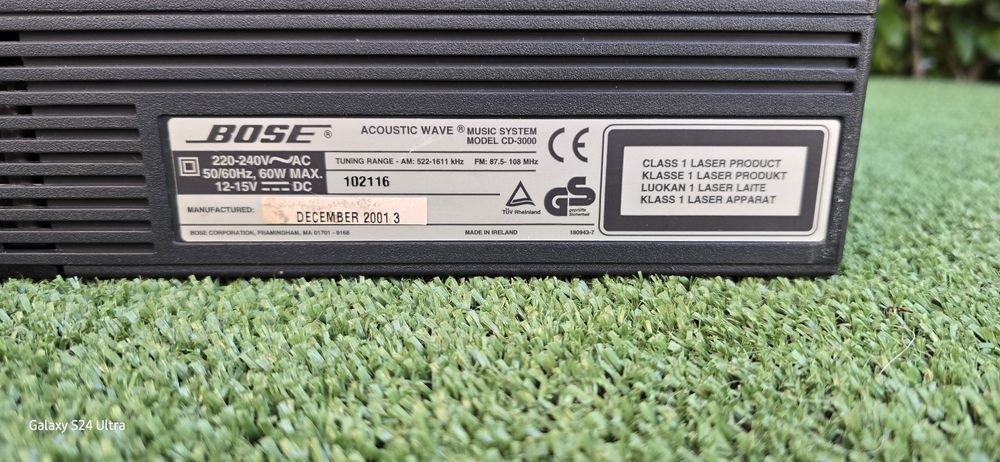 BOSE®
ACOUSTIC WAVE® MUSIC SYSTEM
MODEL CD-3000
CE
220-240V~AC
50/60Hz, 60W MAX.
12-15V ⎓ DC
TUNING RANGE - AM: 522-1611 kHz FM: 87.5- 108 MHz
102116
TÜV Rheinland
GS
geprüfte
Sicherheit
MANUFACTURED:
DECEMBER 2001 3
BOSE CORPORATION, FRAMINGHAM, MA 01701 - 9168
MADE IN IRELAND
180943-7
CLASS 1 LASER PRODUCT
KLASSE 1 LASER PRODUKT
LUOKAN 1 LASER LAITE
KLASS 1 LASER APPARAT
Galaxy S24 Ultra